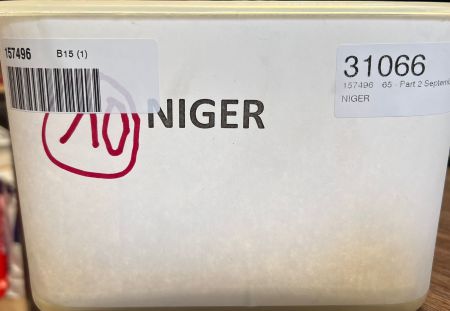 157496 B15 (1)
31066
157496 65 - Part 2 Septem
NIGER
10 NIGER